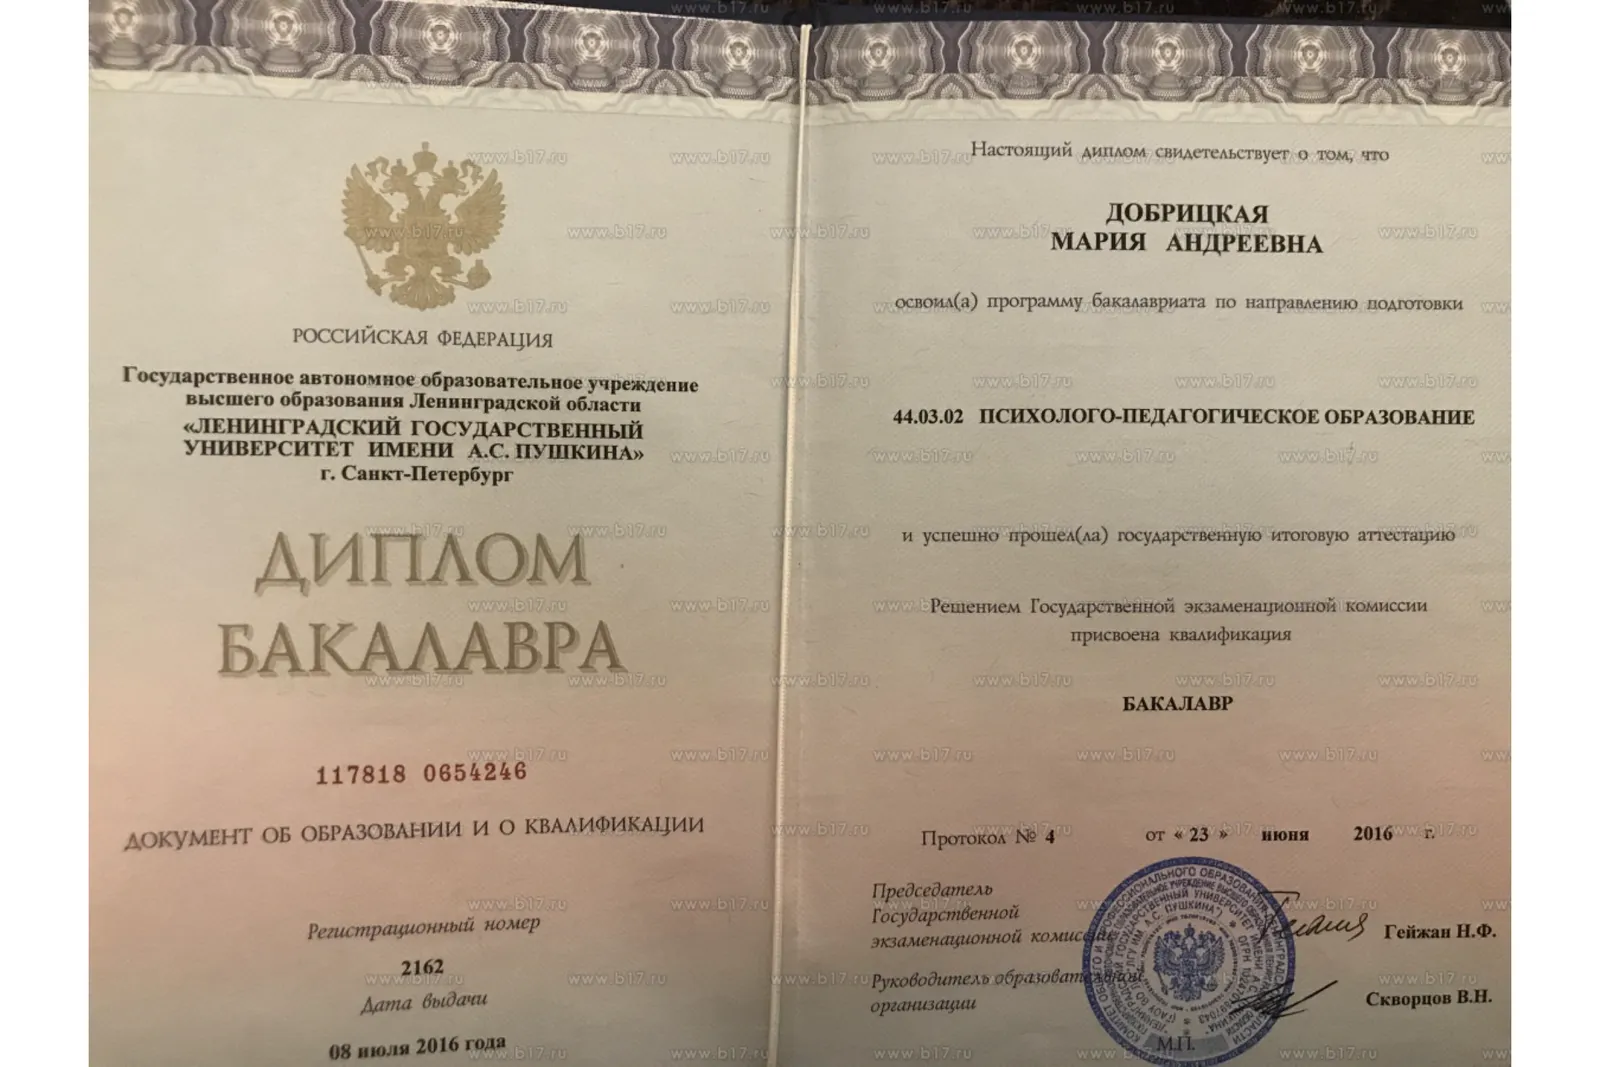 РОССИЙСКАЯ ФЕДЕРАЦИЯ
Государственное автономное образовательное учреждение
высшего образования Ленинградской области
«ЛЕНИНГРАДСКИЙ ГОСУДАРСТВЕННЫЙ
УНИВЕРСИТЕТ ИМЕНИ А.С. ПУШКИНА»
г. Санкт-Петербург
ДИПЛОМ
БАКАЛАВРА
117818 0654246
ДОКУМЕНТ ОБ ОБРАЗОВАНИИ И О КВАЛИФИКАЦИИ
Регистрационный номер
2162
Дата выдачи
08 июля 2016 года
Настоящий диплом свидетельствует о том, что
ДОБРИЦКАЯ
МАРИЯ АНДРЕЕВНА
освоил(а) программу бакалавриата по направлению подготовки
44.03.02 ПСИХОЛОГО-ПЕДАГОГИЧЕСКОЕ ОБРАЗОВАНИЕ
и успешно прошел(ла) государственную итоговую аттестацию
Решением Государственной экзаменационной комиссии
присвоена квалификация
БАКАЛАВР
Протокол № 4 от « 23 » июня 2016 г.
Председатель
Государственной
экзаменационной комиссии Гейжан Н.Ф.
Руководитель образовательной
организации Скворцов В.Н.
М.П.
www.b17.ru